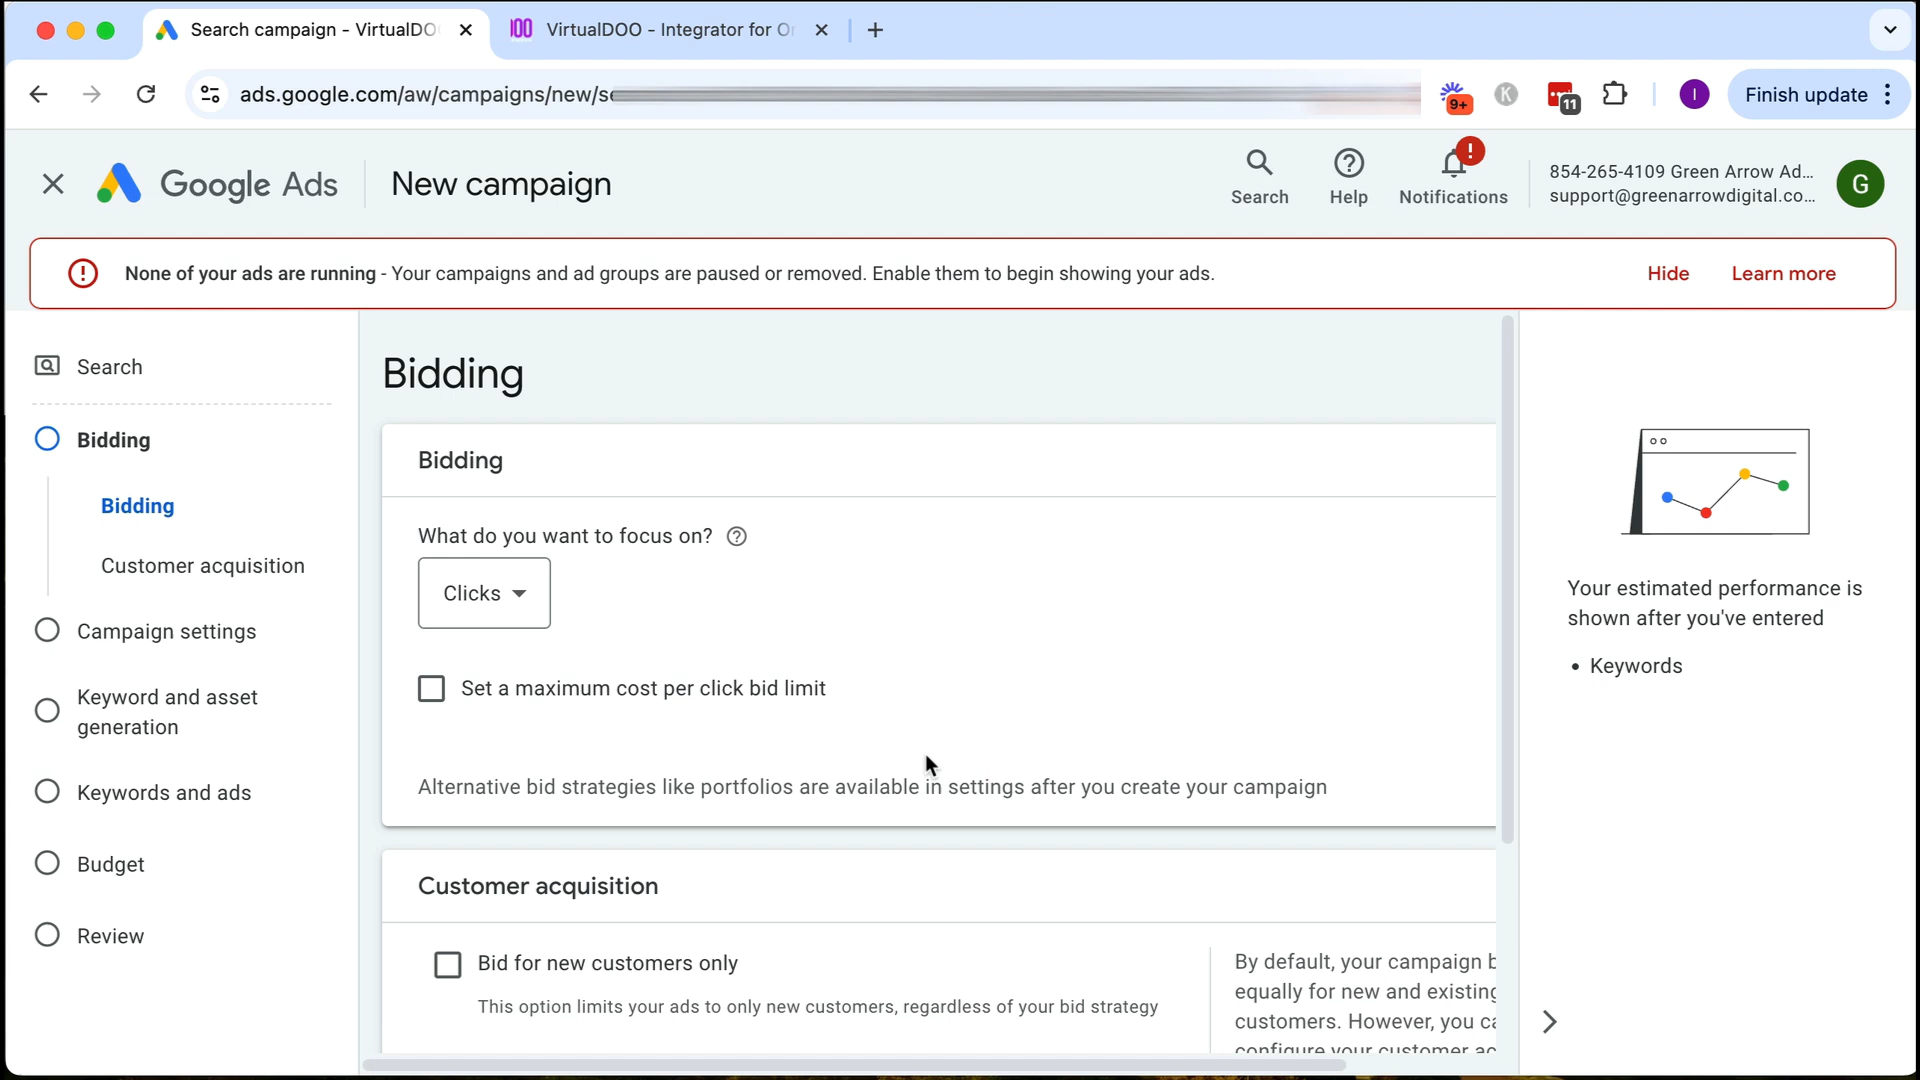 Search campaign - VirtualDO
VirtualDOO - Integrator for O
ads.google.com/aw/campaigns/new/se
9+
K
11
I
Finish update
Google Ads
New campaign
Search
Help
Notifications
854-265-4109 Green Arrow Ad...
support@greenarrowdigital.co...
G
None of your ads are running - Your campaigns and ad groups are paused or removed. Enable them to begin showing your ads.
Hide
Learn more
Search
Bidding
Bidding
Customer acquisition
Campaign settings
Keyword and asset
generation
Keywords and ads
Budget
Review
Bidding
Bidding
What do you want to focus on?
Clicks
Set a maximum cost per click bid limit
Alternative bid strategies like portfolios are available in settings after you create your campaign
Customer acquisition
Bid for new customers only
This option limits your ads to only new customers, regardless of your bid strategy
By default, your campaign b
equally for new and existing
customers. However, you ca
configure your customer ac
Your estimated performance is
shown after you've entered
• Keywords